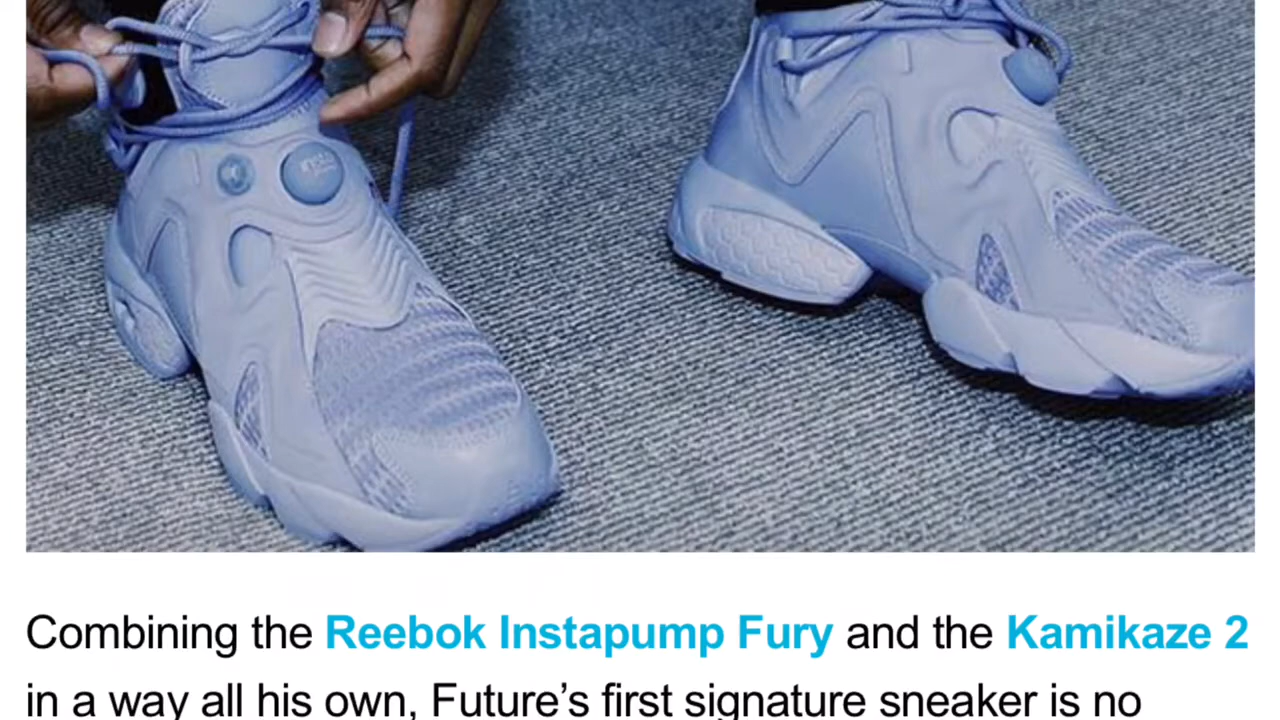 insta
Combining the Reebok Instapump Fury and the Kamikaze 2
in a way all his own, Future’s first signature sneaker is no